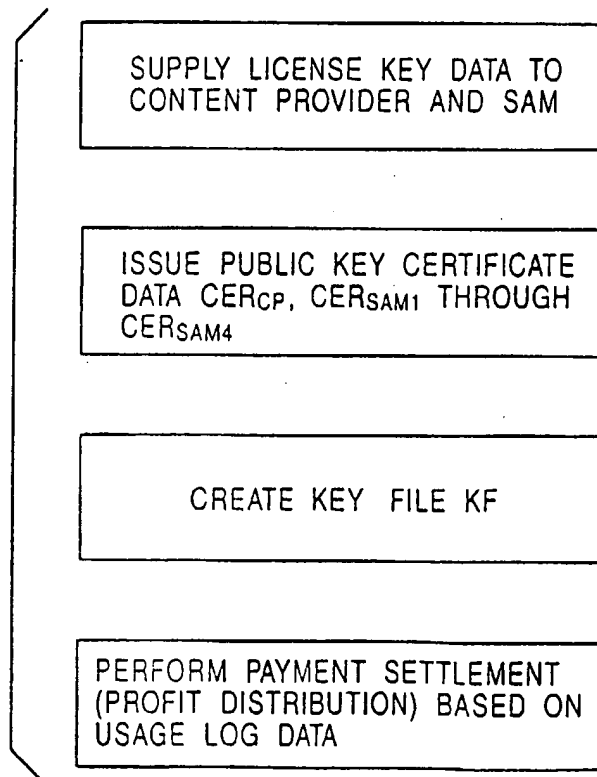 SUPPLY LICENSE KEY DATA TO
CONTENT PROVIDER AND SAM
ISSUE PUBLIC KEY CERTIFICATE
DATA CERCP, CERSAM1 THROUGH
CERSAM4
CREATE KEY FILE KF
PERFORM PAYMENT SETTLEMENT
(PROFIT DISTRIBUTION) BASED ON
USAGE LOG DATA